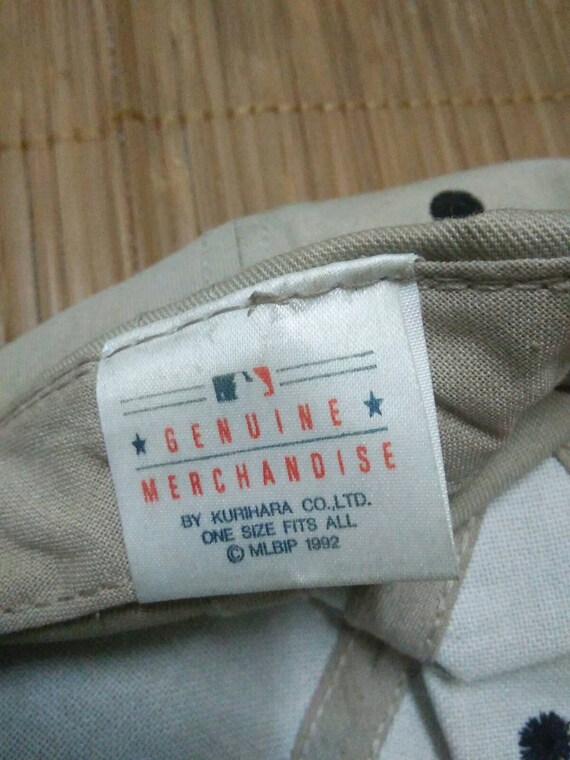 GENUINE
MERCHANDISE
BY KURIHARA CO.,LTD.
ONE SIZE FITS ALL
© MLBIP 1992